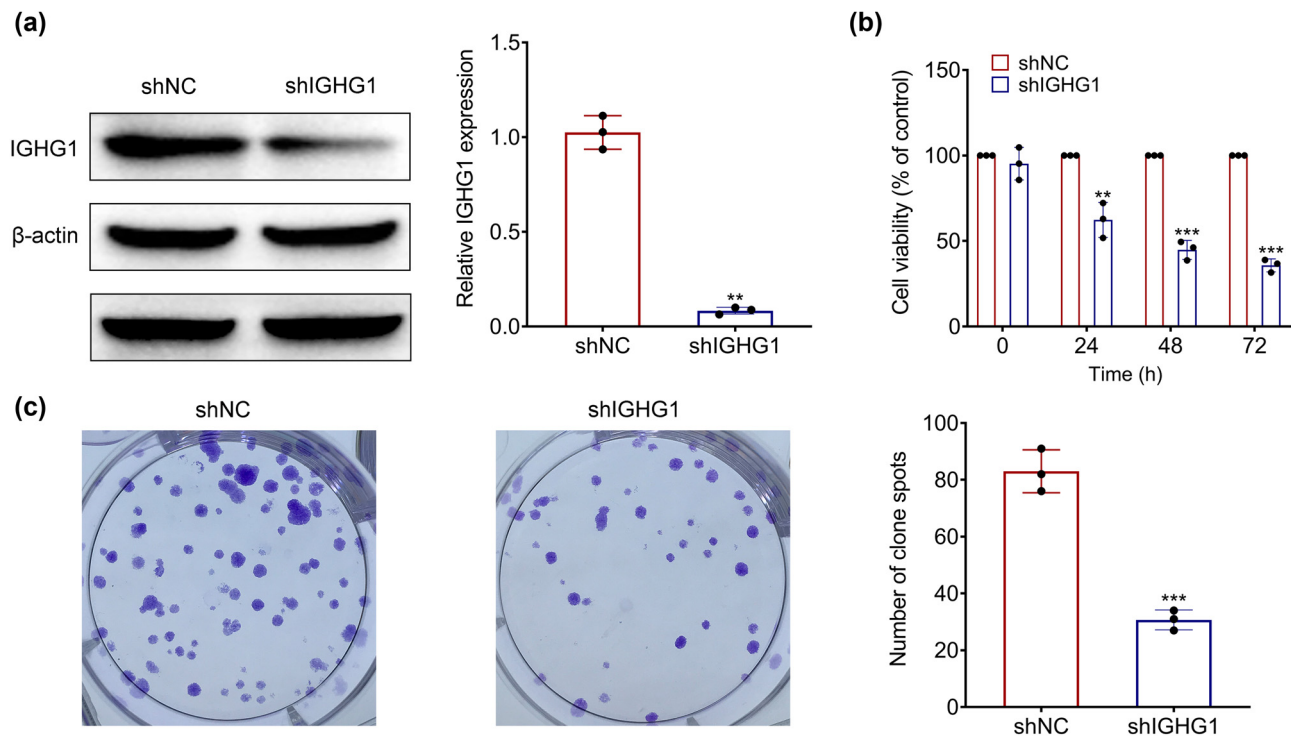 (a)
shNC shIGHG1
IGHG1
β-actin
Relative IGHG1 expression
1.5
1.0
0.5
0.0
**
shNC shIGHG1
(b)
shNC
shIGHG1
Cell viability (% of control)
150
100
50
0
**
***
***
0 24 48 72
Time (h)
(c)
shNC
shIGHG1
Number of clone spots
100
80
60
40
20
0
***
shNC shIGHG1